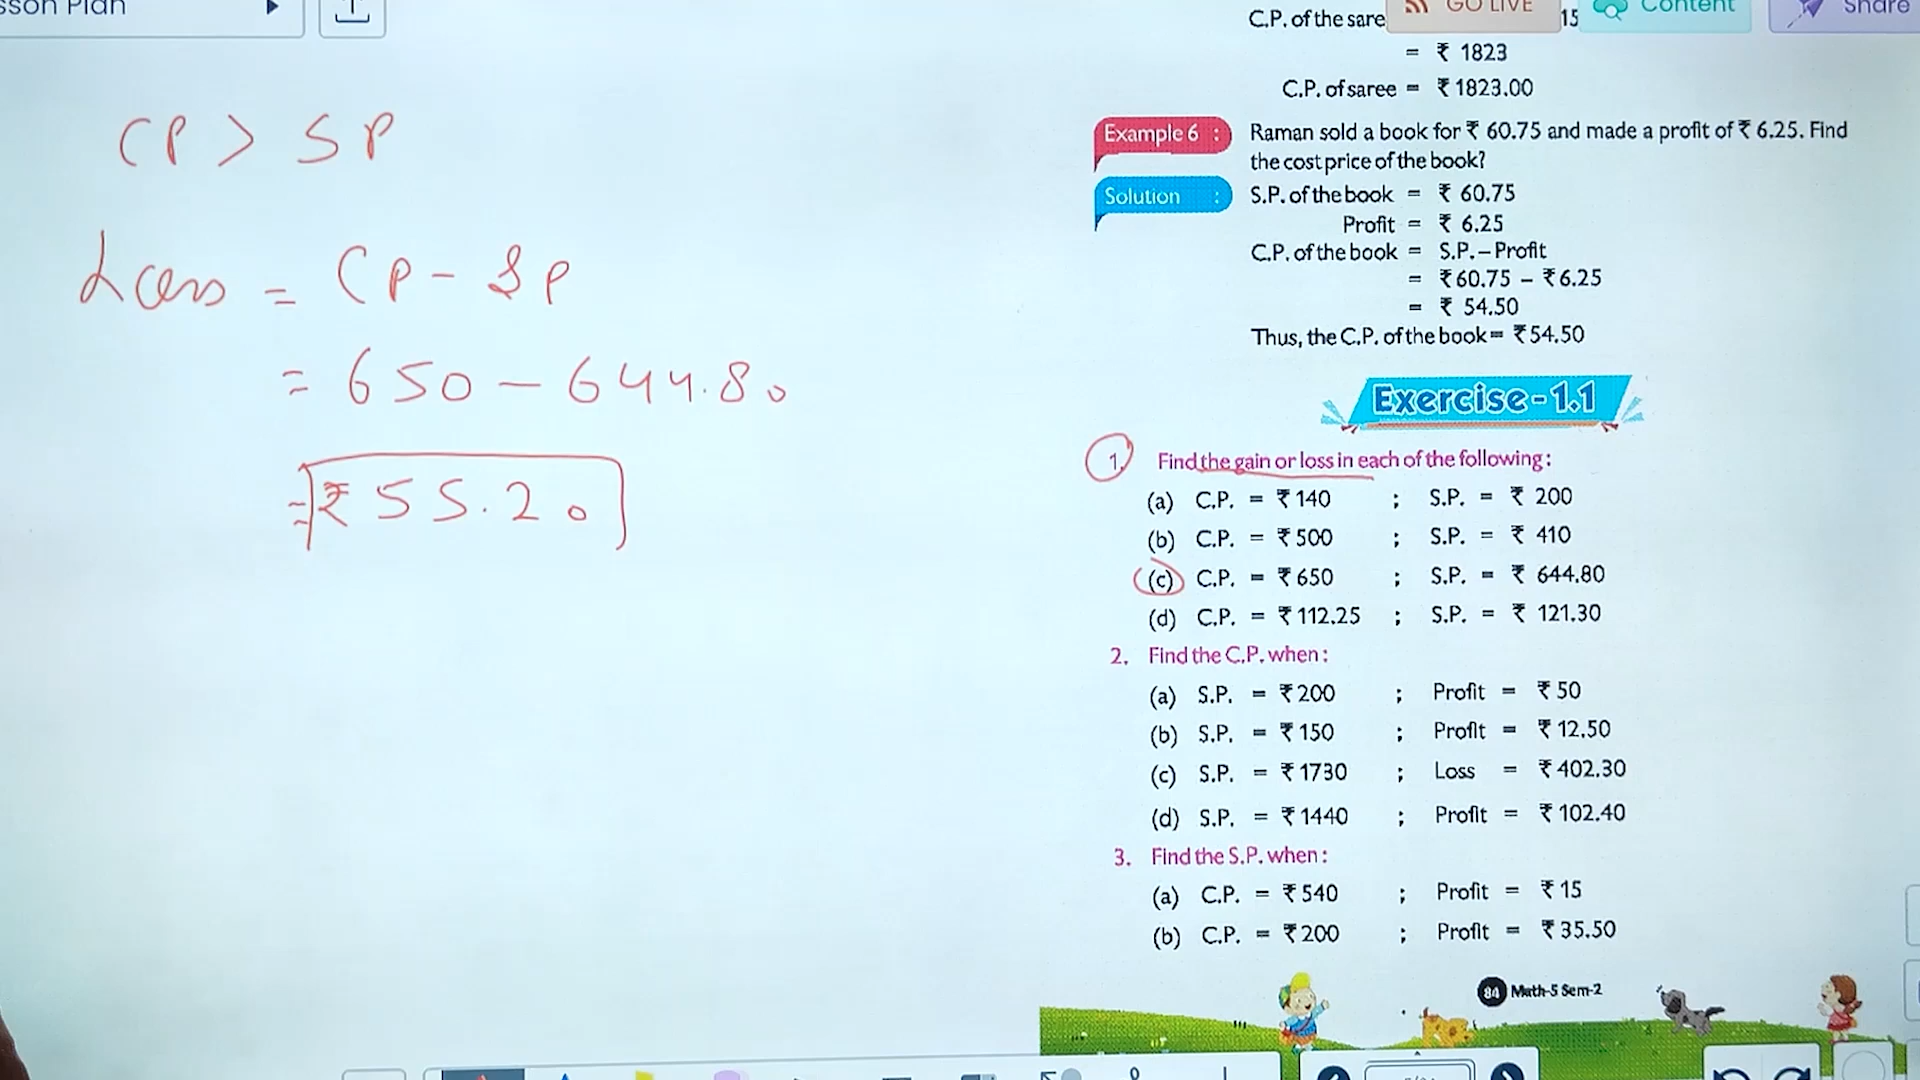 sson Plan
CP > SP
Loss = CP - SP
= 650 - 644.80
= ₹ 55.20
GO LIVE
Content
Share
C.P. of the sare
15
= ₹ 1823
C.P. of saree = ₹ 1823.00
Example 6 : Raman sold a book for ₹ 60.75 and made a profit of ₹ 6.25. Find
the cost price of the book?
Solution : S.P. of the book = ₹ 60.75
Profit = ₹ 6.25
C.P. of the book = S.P. – Profit
= ₹ 60.75 – ₹ 6.25
= ₹ 54.50
Thus, the C.P. of the book = ₹ 54.50
Exercise-1.1
1. Find the gain or loss in each of the following:
(a) C.P. = ₹ 140 ; S.P. = ₹ 200
(b) C.P. = ₹ 500 ; S.P. = ₹ 410
(c) C.P. = ₹ 650 ; S.P. = ₹ 644.80
(d) C.P. = ₹ 112.25 ; S.P. = ₹ 121.30
2. Find the C.P. when:
(a) S.P. = ₹ 200 ; Profit = ₹ 50
(b) S.P. = ₹ 150 ; Profit = ₹ 12.50
(c) S.P. = ₹ 1730 ; Loss = ₹ 402.30
(d) S.P. = ₹ 1440 ; Profit = ₹ 102.40
3. Find the S.P. when:
(a) C.P. = ₹ 540 ; Profit = ₹ 15
(b) C.P. = ₹ 200 ; Profit = ₹ 35.50
84 Math-5 Sem-2